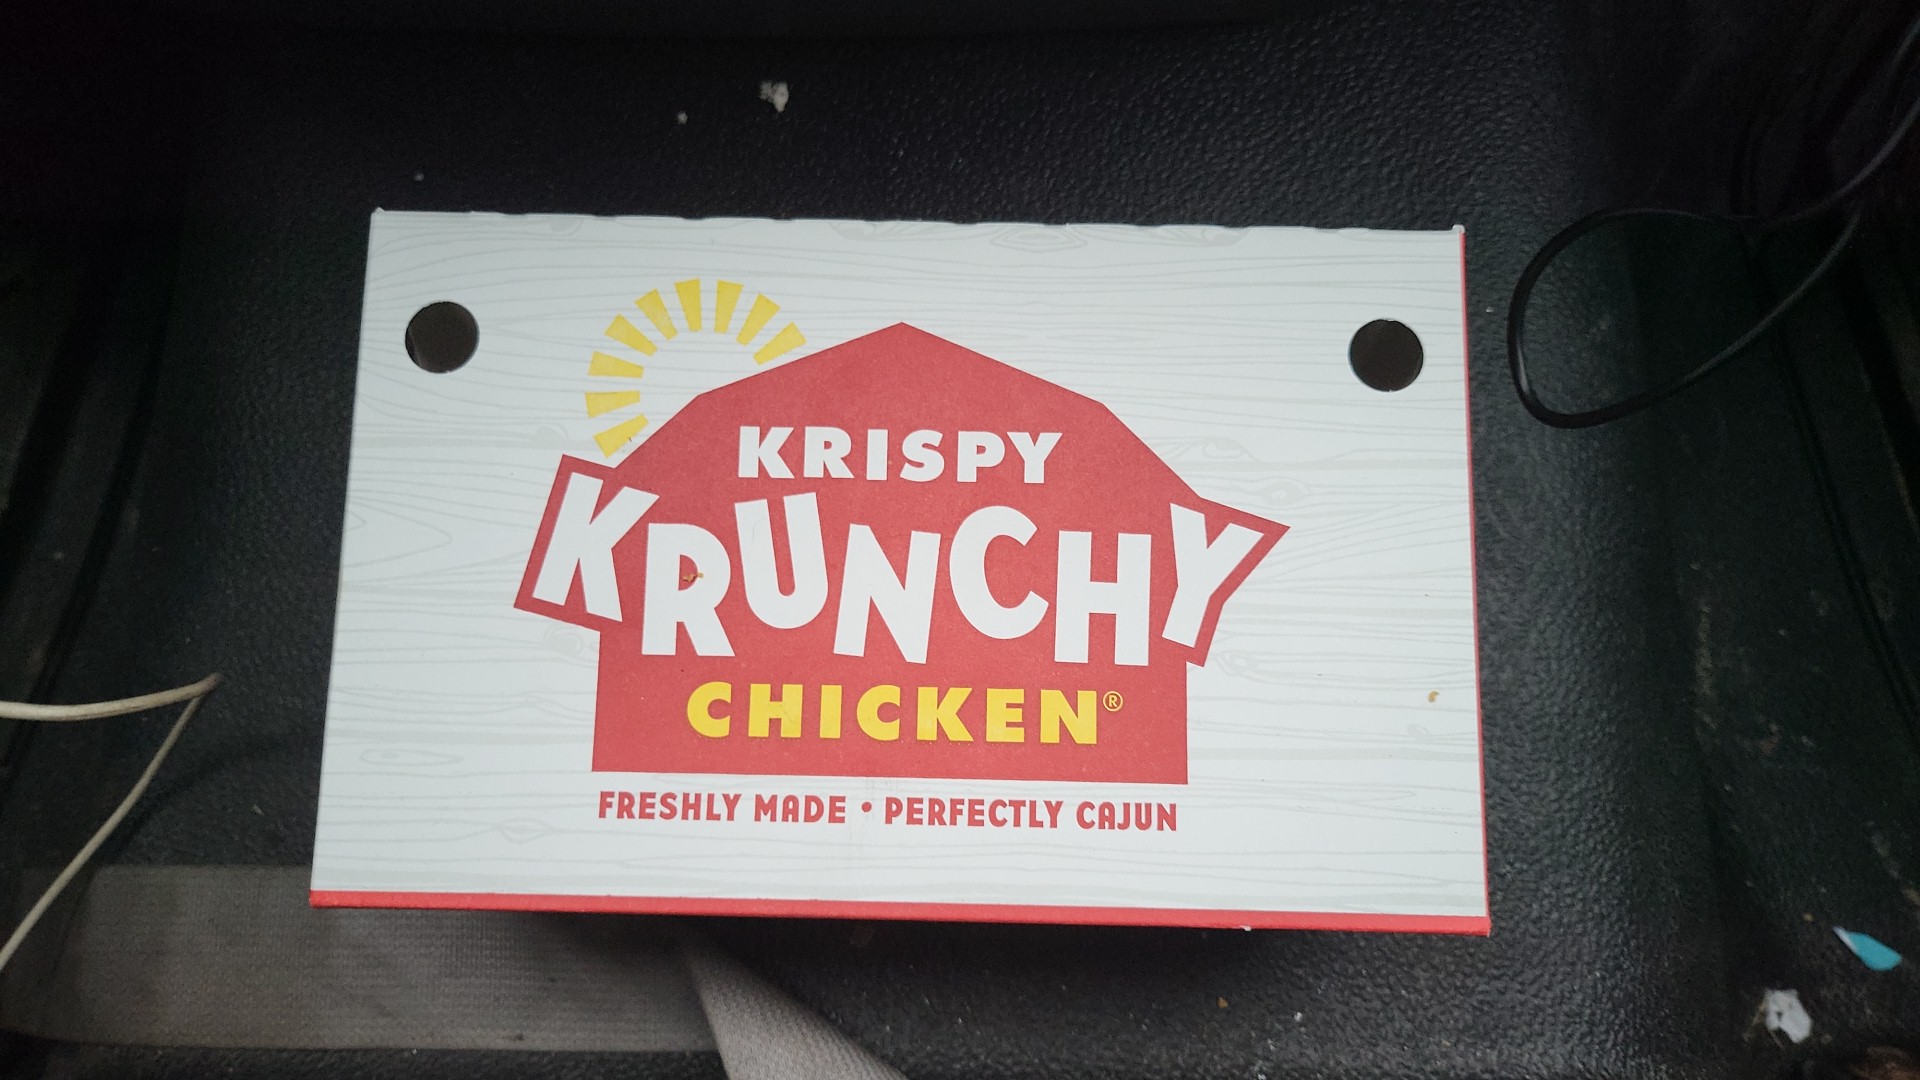 KRISPY
KRUNCHY
CHICKEN®
FRESHLY MADE • PERFECTLY CAJUN